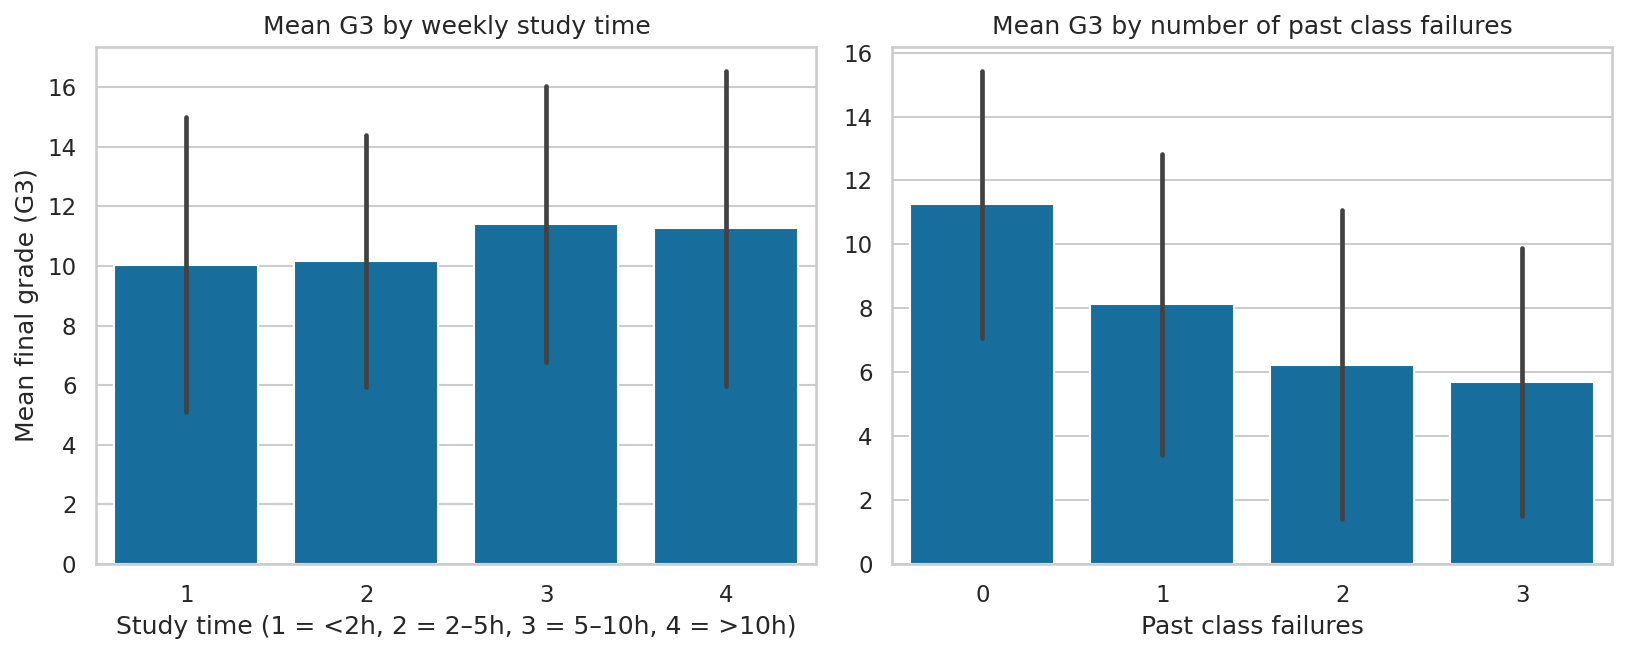 Mean G3 by weekly study time
Mean final grade (G3)
16
14
12
10
8
6
4
2
0
1 2 3 4
Study time (1 = <2h, 2 = 2–5h, 3 = 5–10h, 4 = >10h)
Mean G3 by number of past class failures
16
14
12
10
8
6
4
2
0
0 1 2 3
Past class failures